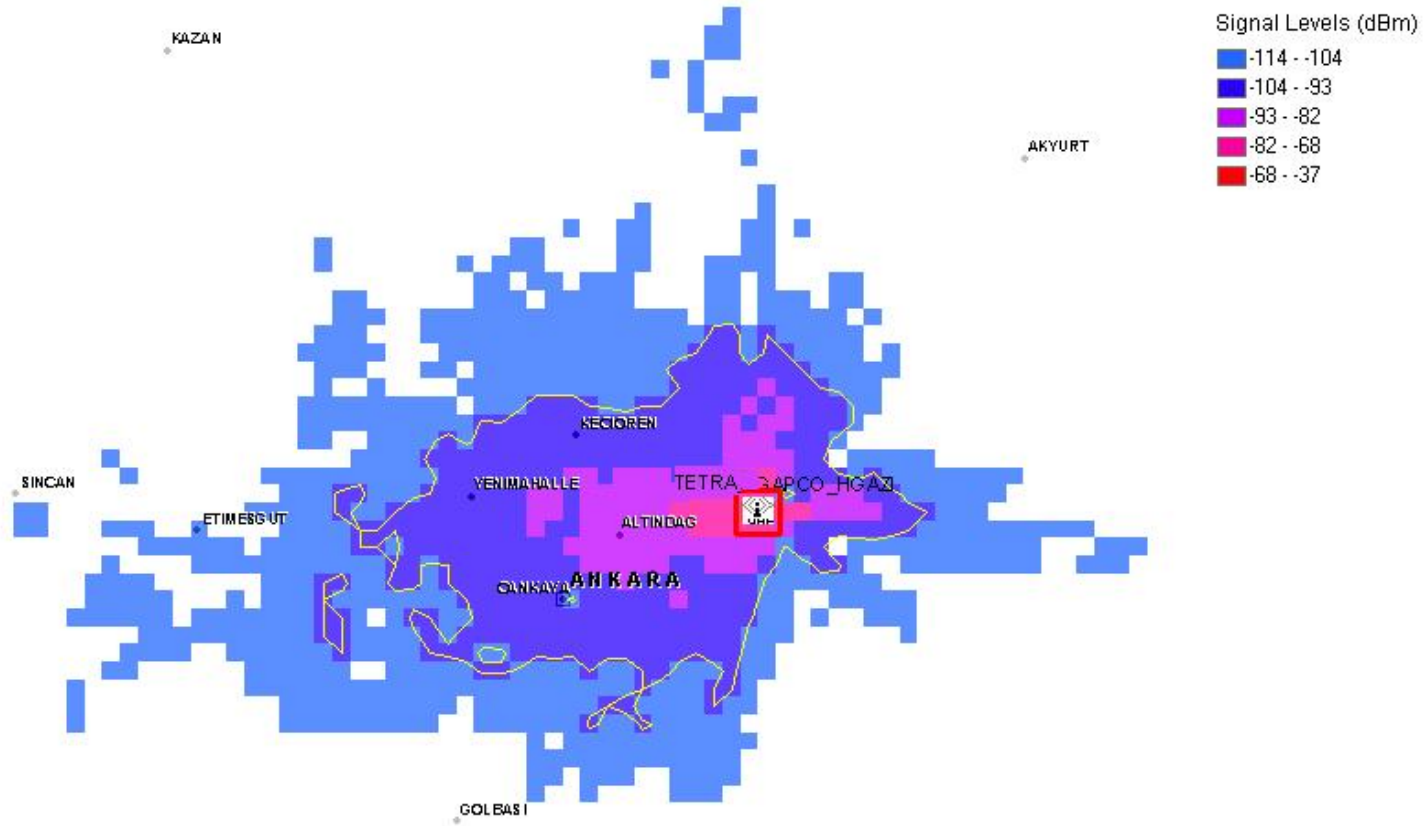 Signal Levels (dBm)
-114 - -104
-104 - -93
-93 - -82
-82 - -68
-68 - -37
KAZAN
AKYURT
KECIOREN
SINCAN
YENIMAHALLE
TETRA_GAPCO_HGAZI
ETIMESGUT
ALTINDAG
CANKAYA
ANKARA
GOLBASI